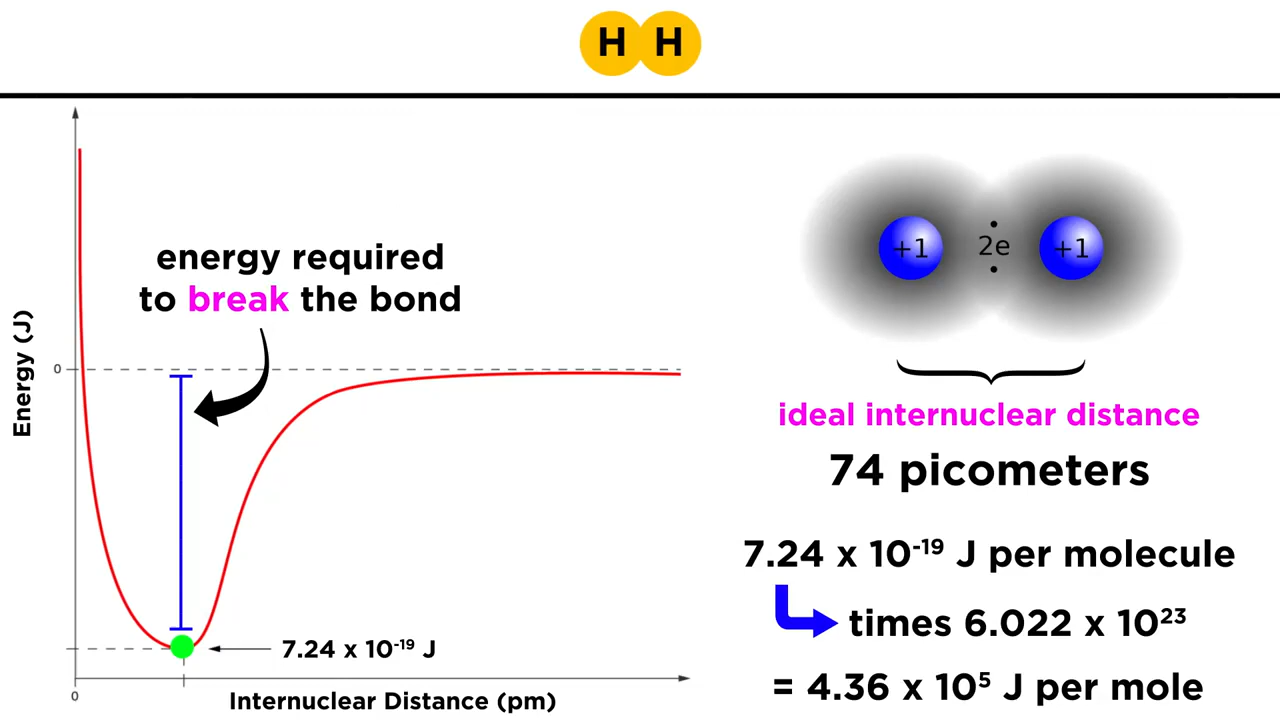 H H
energy required
to break the bond
Energy (J)
0
7.24 x 10⁻¹⁹ J
0
Internuclear Distance (pm)
+1 2e +1
ideal internuclear distance
74 picometers
7.24 x 10⁻¹⁹ J per molecule
times 6.022 x 10²³
= 4.36 x 10⁵ J per mole